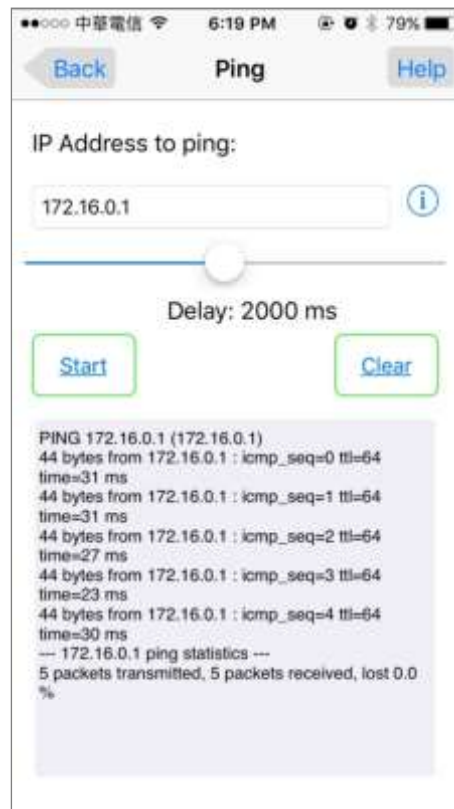 中華電信 6:19 PM 79%
Back Ping Help
IP Address to ping:
172.16.0.1
Delay: 2000 ms
Start Clear
PING 172.16.0.1 (172.16.0.1)
44 bytes from 172.16.0.1 : icmp_seq=0 ttl=64
time=31 ms
44 bytes from 172.16.0.1 : icmp_seq=1 ttl=64
time=31 ms
44 bytes from 172.16.0.1 : icmp_seq=2 ttl=64
time=27 ms
44 bytes from 172.16.0.1 : icmp_seq=3 ttl=64
time=23 ms
44 bytes from 172.16.0.1 : icmp_seq=4 ttl=64
time=30 ms
--- 172.16.0.1 ping statistics ---
5 packets transmitted, 5 packets received, lost 0.0
%